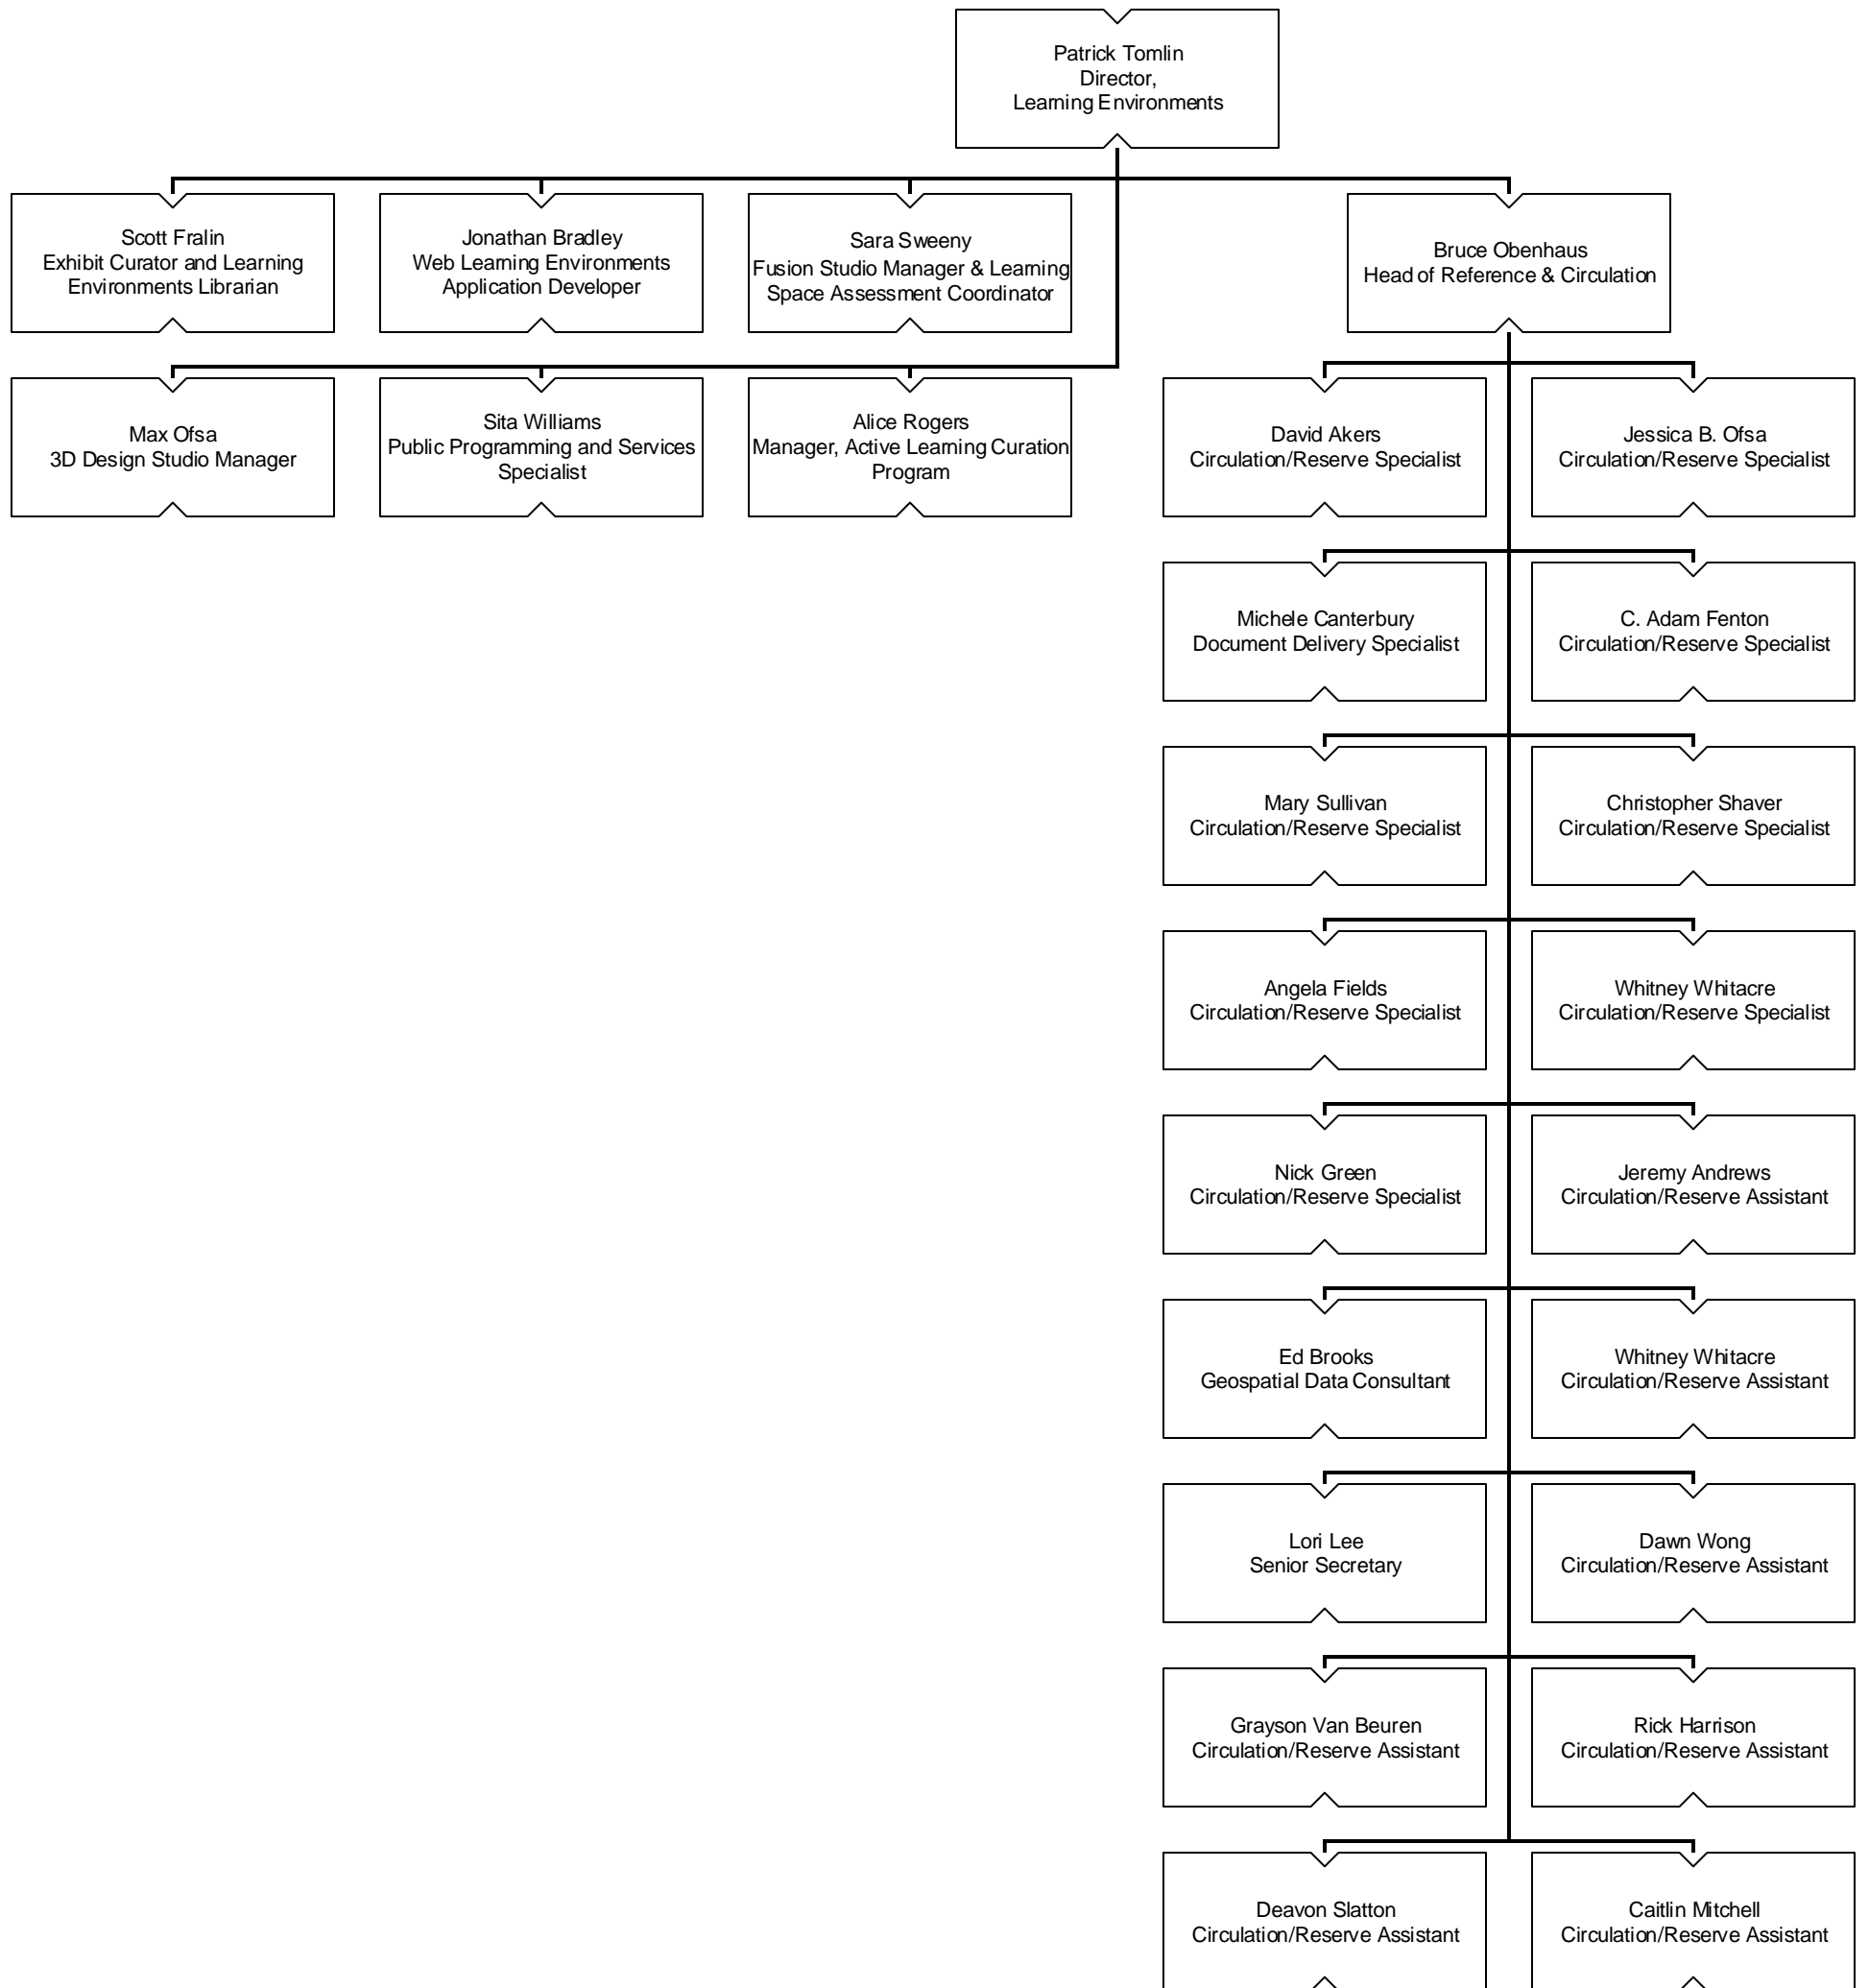 Patrick Tomlin
Director,
Learning Environments
Scott Fralin
Exhibit Curator and Learning
Environments Librarian
Jonathan Bradley
Web Learning Environments
Application Developer
Sara Sweeny
Fusion Studio Manager & Learning
Space Assessment Coordinator
Bruce Obenhaus
Head of Reference & Circulation
Max Ofsa
3D Design Studio Manager
Sita Williams
Public Programming and Services
Specialist
Alice Rogers
Manager, Active Learning Curation
Program
David Akers
Circulation/Reserve Specialist
Jessica B. Ofsa
Circulation/Reserve Specialist
Michele Canterbury
Document Delivery Specialist
C. Adam Fenton
Circulation/Reserve Specialist
Mary Sullivan
Circulation/Reserve Specialist
Christopher Shaver
Circulation/Reserve Specialist
Angela Fields
Circulation/Reserve Specialist
Whitney Whitacre
Circulation/Reserve Specialist
Nick Green
Circulation/Reserve Specialist
Jeremy Andrews
Circulation/Reserve Assistant
Ed Brooks
Geospatial Data Consultant
Whitney Whitacre
Circulation/Reserve Assistant
Lori Lee
Senior Secretary
Dawn Wong
Circulation/Reserve Assistant
Grayson Van Beuren
Circulation/Reserve Assistant
Rick Harrison
Circulation/Reserve Assistant
Deavon Slatton
Circulation/Reserve Assistant
Caitlin Mitchell
Circulation/Reserve Assistant